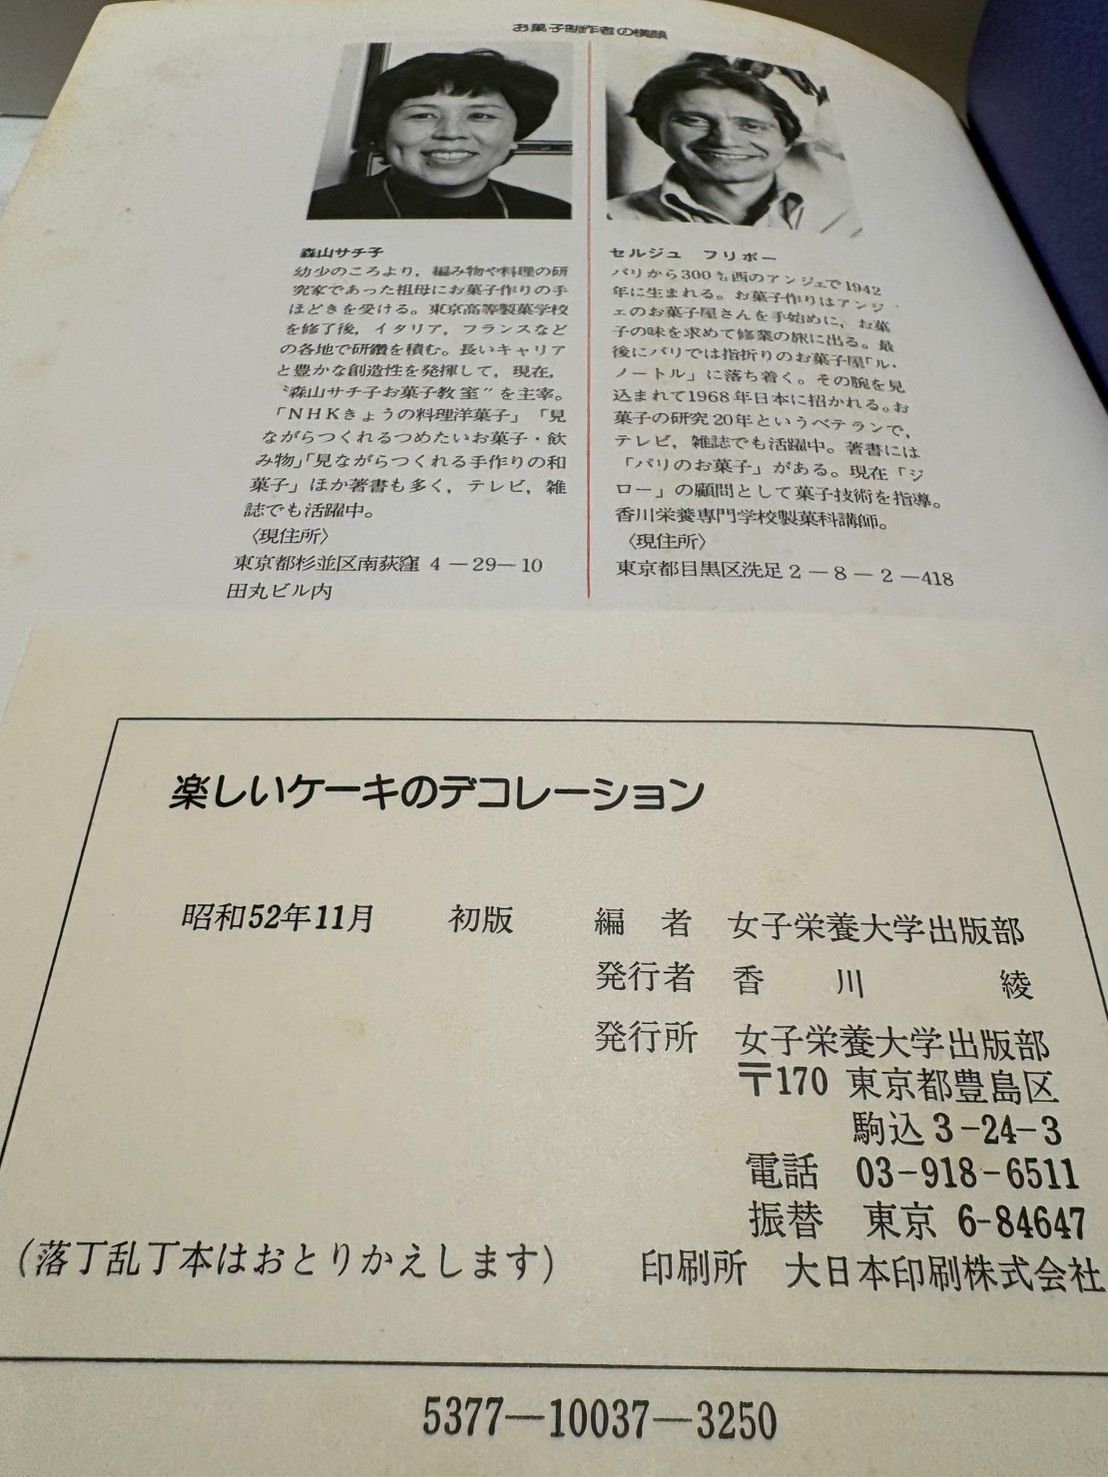 お菓子製作者の横顔
森山サチ子
幼少のころより，編み物や料理の研
究家であった祖母にお菓子作りの手
ほどきを受ける。東京高等製菓学校
を修了後，イタリア，フランスなど
の各地で研鑽を積む。長いキャリア
と豊かな創造性を発揮して，現在，
〝森山サチ子お菓子教室〟を主宰。
「NHKきょうの料理洋菓子」「見
ながらつくれるつめたいお菓子・飲
み物」「見ながらつくれる手作りの和
菓子」ほか著書も多く，テレビ，雑
誌でも活躍中。
〈現住所〉
東京都杉並区南荻窪 4－29－10
田丸ビル内
セルジュ フリボー
パリから300㌔西のアンジェで1942
年に生まれる。お菓子作りはアンジ
ェのお菓子屋さんを手始めに，お菓
子の味を求めて修業の旅に出る。最
後にパリでは指折りのお菓子屋「ル・
ノートル」に落ち着く。その腕を見
込まれて1968年日本に招かれる。お
菓子の研究20年というベテランで，
テレビ，雑誌でも活躍中。著書には
「パリのお菓子」がある。現在「ジ
ロー」の顧問として菓子技術を指導。
香川栄養専門学校製菓科講師。
〈現住所〉
東京都目黒区洗足2－8－2－418
楽しいケーキのデコレーション
昭和52年11月 初版
編 者 女子栄養大学出版部
発行者 香 川 綾
発行所 女子栄養大学出版部
〒170 東京都豊島区
駒込3-24-3
電話 03-918-6511
振替 東京 6-84647
(落丁乱丁本はおとりかえします) 印刷所 大日本印刷株式会社
5377—10037—3250